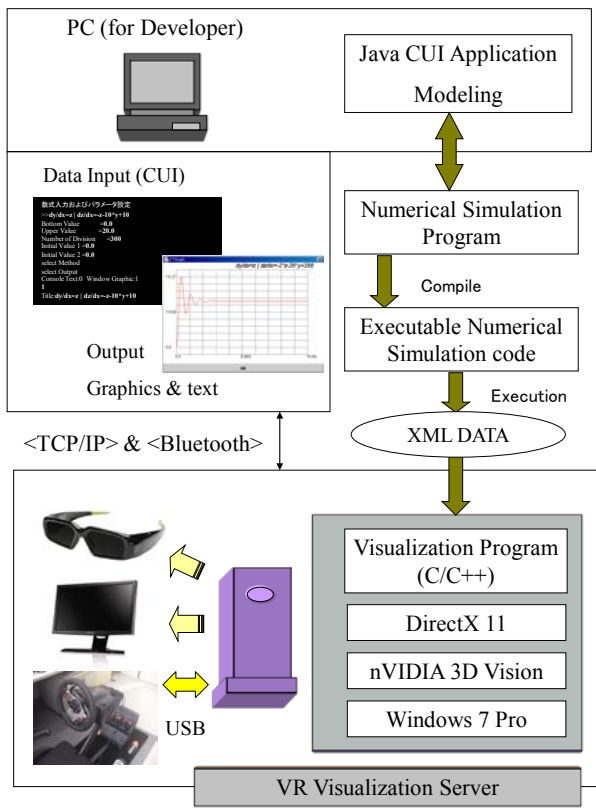 PC (for Developer)
Java CUI Application
Modeling
Data Input (CUI)
数式入力およびパラメータ設定
>>dy/dx=z | dz/dx=-z-10*y+10
Bottom Value =0.0
Upper Value =20.0
Number of Division =300
Initial Value 1 =0.0
Initial Value 2 =0.0
select Method
select Output
ConsoleText:0 Window Graphic:1
1
Title:dy/dx=z | dz/dx=-z-10*y+10
Output
Graphics & text
Numerical Simulation
Program
Compile
Executable Numerical
Simulation code
Execution
XML DATA
<TCP/IP> & <Bluetooth>
USB
Visualization Program
(C/C++)
DirectX 11
nVIDIA 3D Vision
Windows 7 Pro
VR Visualization Server